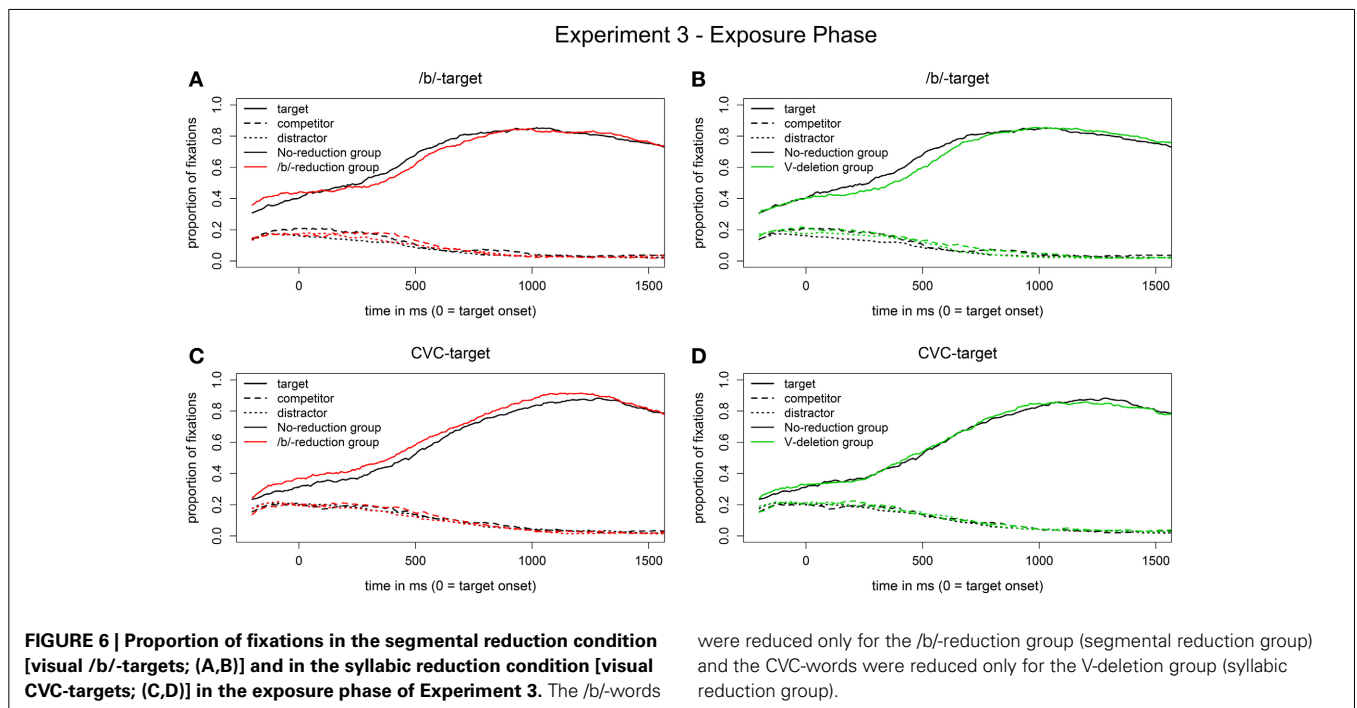 Experiment 3 - Exposure Phase
A
/b/-target
proportion of fixations
0.0 0.2 0.4 0.6 0.8 1.0
target
competitor
distractor
No-reduction group
/b/-reduction group
0 500 1000 1500
time in ms (0 = target onset)
B
/b/-target
proportion of fixations
0.0 0.2 0.4 0.6 0.8 1.0
target
competitor
distractor
No-reduction group
V-deletion group
0 500 1000 1500
time in ms (0 = target onset)
C
CVC-target
proportion of fixations
0.0 0.2 0.4 0.6 0.8 1.0
target
competitor
distractor
No-reduction group
/b/-reduction group
0 500 1000 1500
time in ms (0 = target onset)
D
CVC-target
proportion of fixations
0.0 0.2 0.4 0.6 0.8 1.0
target
competitor
distractor
No-reduction group
V-deletion group
0 500 1000 1500
time in ms (0 = target onset)
FIGURE 6 | Proportion of fixations in the segmental reduction condition
[visual /b/-targets; (A,B)] and in the syllabic reduction condition [visual
CVC-targets; (C,D)] in the exposure phase of Experiment 3. The /b/-words
were reduced only for the /b/-reduction group (segmental reduction group)
and the CVC-words were reduced only for the V-deletion group (syllabic
reduction group).